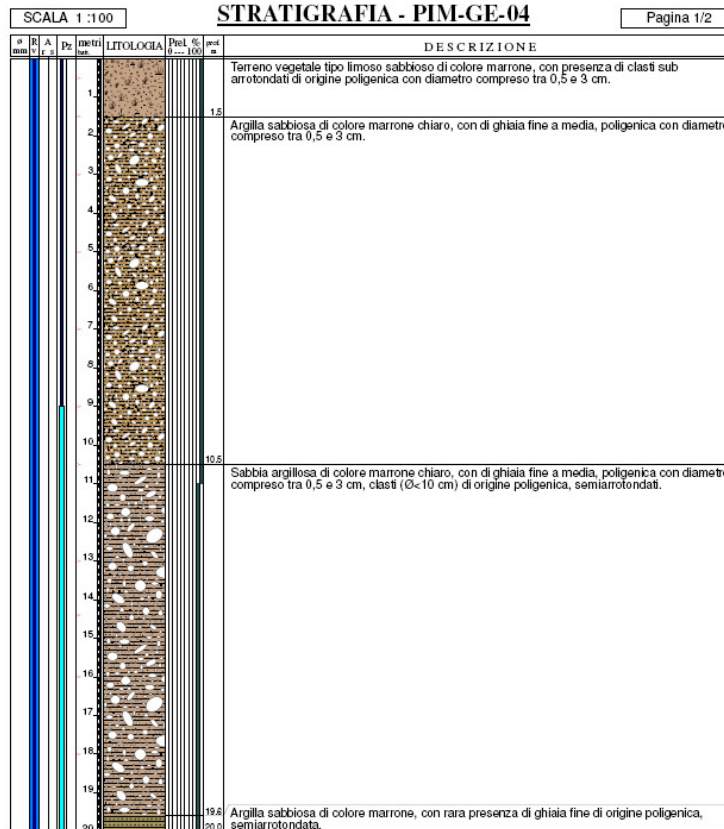 SCALA 1 :100
STRATIGRAFIA - PIM-GE-04
Pagina 1/2
ø mm R v A r s Pz metri batt. LITOLOGIA Prel. % 0 --- 100 prof. m DESCRIZIONE
Terreno vegetale tipo limoso sabbioso di colore marrone, con presenza di clasti sub
arrotondati di origine poligenica con diametro compreso tra 0,5 e 3 cm.
1
1.5
Argilla sabbiosa di colore marrone chiaro, con di ghiaia fine a media, poligenica con diametro
compreso tra 0,5 e 3 cm.
2
3
4
5
6
7
8
9
10
10.5
Sabbia argillosa di colore marrone chiaro, con di ghiaia fine a media, poligenica con diametro
compreso tra 0,5 e 3 cm, clasti (Ø<10 cm) di origine poligenica, semiarrotondati.
11
12
13
14
15
16
17
18
19
19.6
Argilla sabbiosa di colore marrone, con rara presenza di ghiaia fine di origine poligenica,
20
20.0
semiarrotondata.